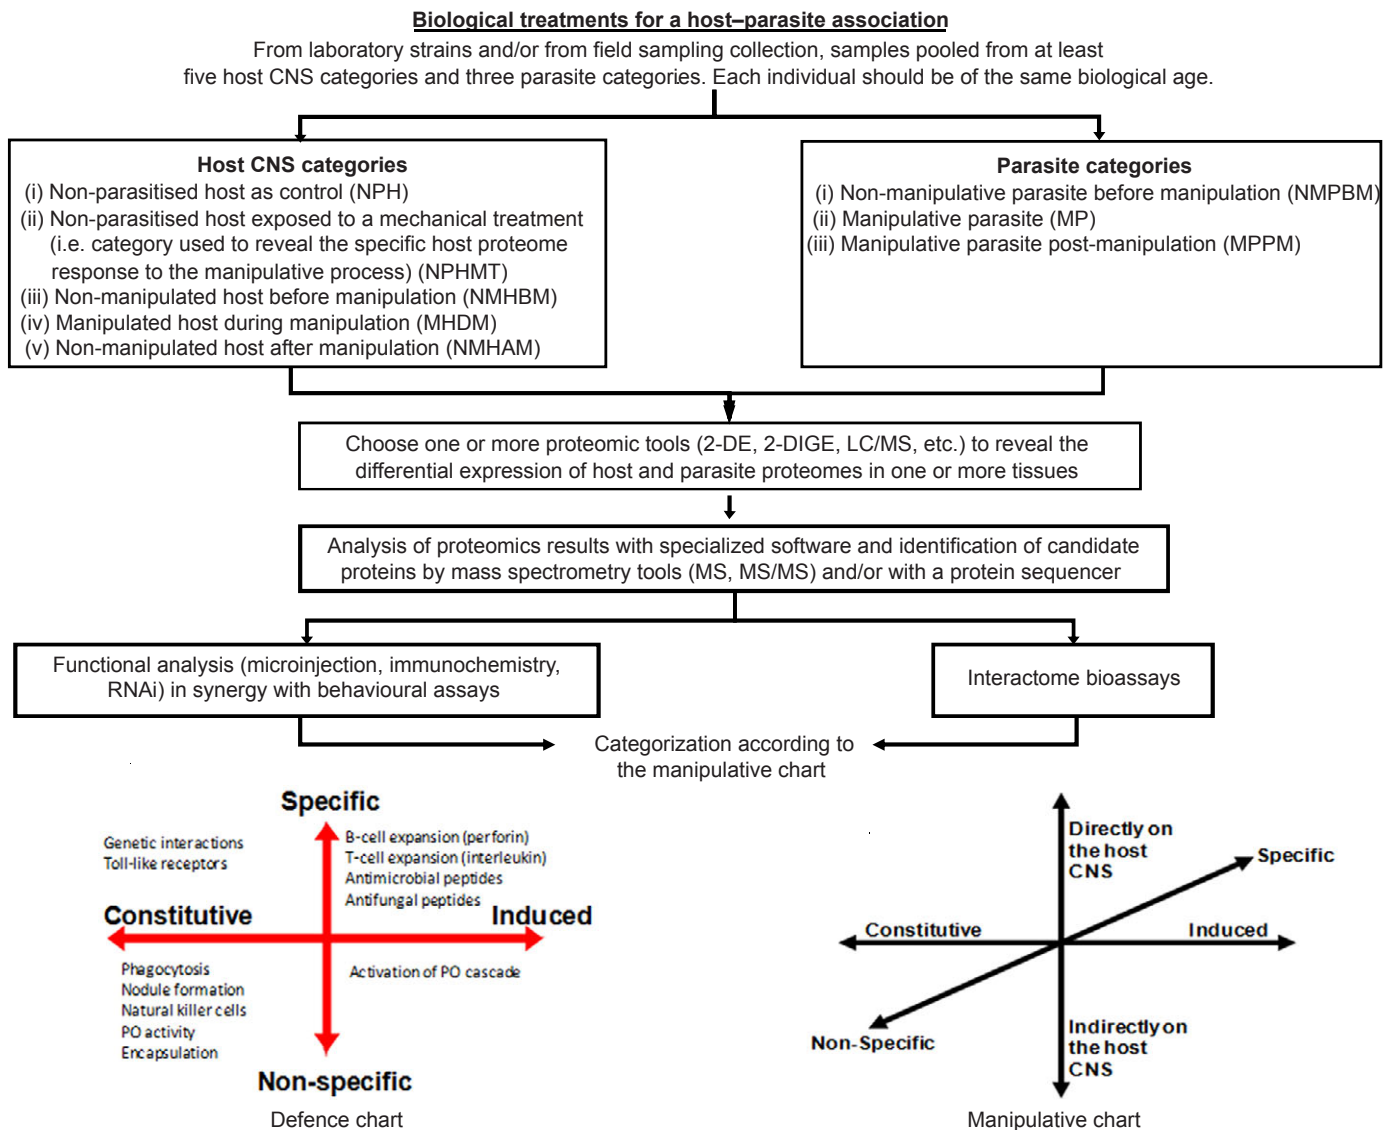 Biological treatments for a host–parasite association
From laboratory strains and/or from field sampling collection, samples pooled from at least
five host CNS categories and three parasite categories. Each individual should be of the same biological age.
Host CNS categories
(i) Non-parasitised host as control (NPH)
(ii) Non-parasitised host exposed to a mechanical treatment
(i.e. category used to reveal the specific host proteome
response to the manipulative process) (NPHMT)
(iii) Non-manipulated host before manipulation (NMHBM)
(iv) Manipulated host during manipulation (MHDM)
(v) Non-manipulated host after manipulation (NMHAM)
Parasite categories
(i) Non-manipulative parasite before manipulation (NMPBM)
(ii) Manipulative parasite (MP)
(iii) Manipulative parasite post-manipulation (MPPM)
Choose one or more proteomic tools (2-DE, 2-DIGE, LC/MS, etc.) to reveal the
differential expression of host and parasite proteomes in one or more tissues
Analysis of proteomics results with specialized software and identification of candidate
proteins by mass spectrometry tools (MS, MS/MS) and/or with a protein sequencer
Functional analysis (microinjection, immunochemistry,
RNAi) in synergy with behavioural assays
Interactome bioassays
Categorization according to
the manipulative chart
Specific
Genetic interactions
Toll-like receptors
B-cell expansion (perforin)
T-cell expansion (interleukin)
Antimicrobial peptides
Antifungal peptides
Constitutive
Induced
Phagocytosis
Nodule formation
Natural killer cells
PO activity
Encapsulation
Activation of PO cascade
Non-specific
Defence chart
Directly on
the host
CNS
Specific
Constitutive
Induced
Non-Specific
Indirectly on
the host
CNS
Manipulative chart